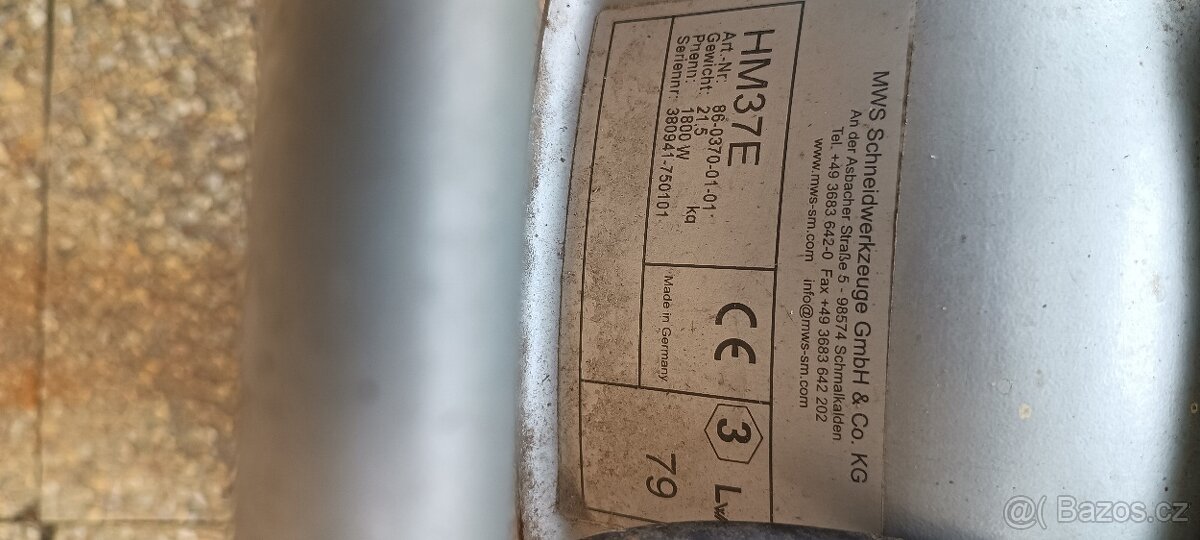 MWS Schneidwerkzeuge GmbH & Co. KG
An der Asbacher Straße 5 - 98574 Schmalkalden
Tel. +49 3683 642-0 Fax +49 3683 642 202
www.mws-sm.com info@mws-sm.com
HM37E
Art.-Nr: 86-0370-01-01
Gewicht: 21,5 kg
Pnenn: 1800 W
Seriennr: 380941-750101
CE
Made in Germany
3
79
@( Bazos.cz